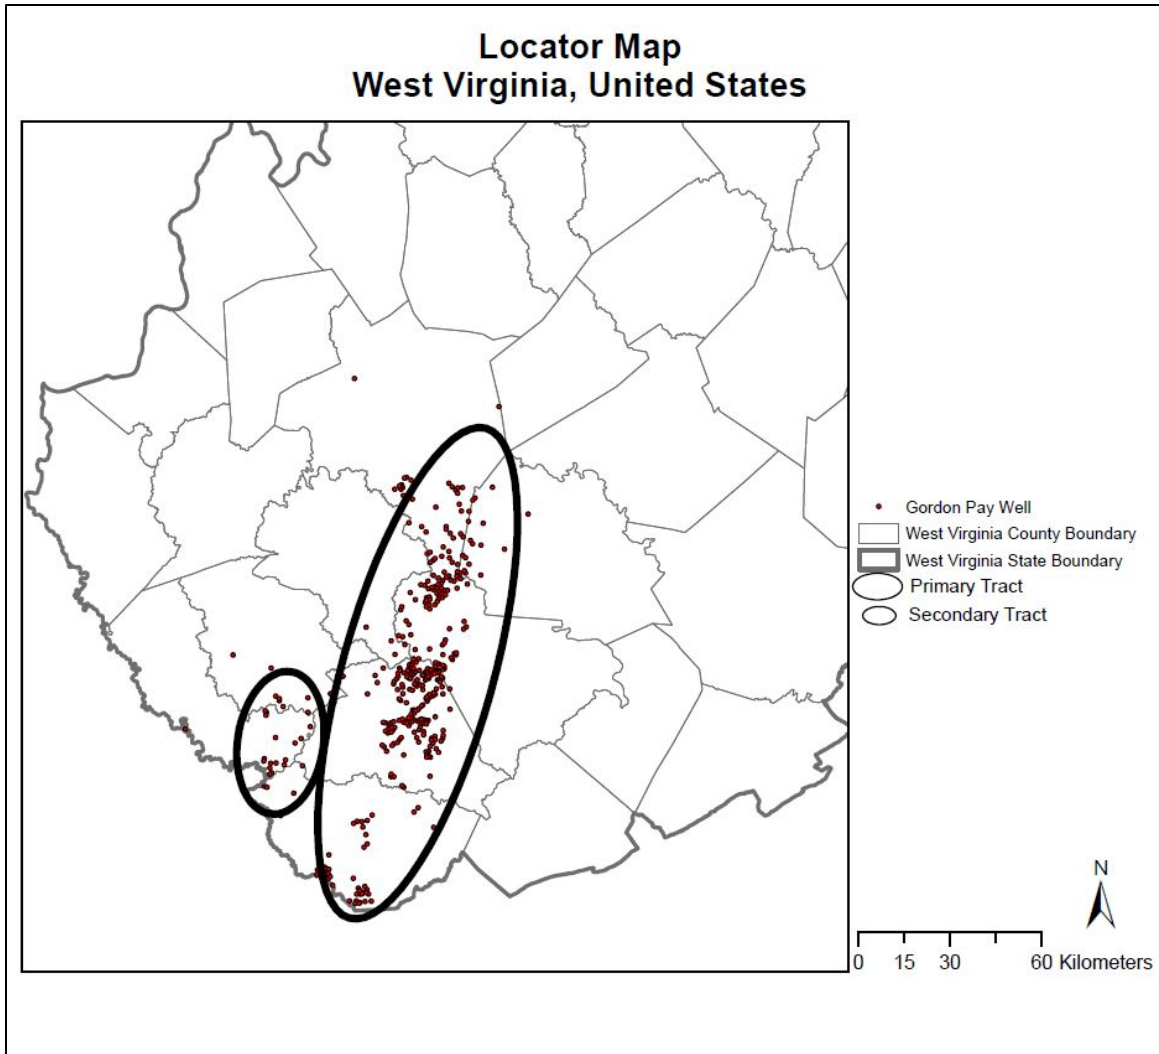 Locator Map
West Virginia, United States
Gordon Pay Well
West Virginia County Boundary
West Virginia State Boundary
Primary Tract
Secondary Tract
N
0 15 30 60 Kilometers